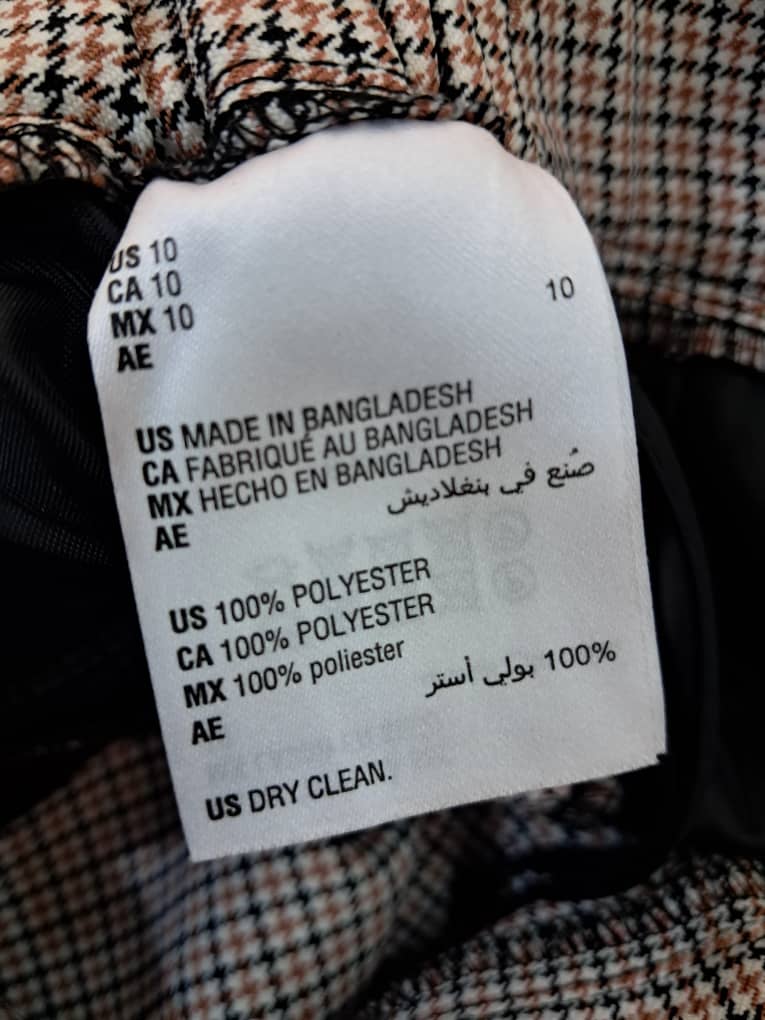 US 10
CA 10
MX 10
AE 10
US MADE IN BANGLADESH
CA FABRIQUÉ AU BANGLADESH
MX HECHO EN BANGLADESH
AE صُنع في بنغلاديش
US 100% POLYESTER
CA 100% POLYESTER
MX 100% poliester
AE 100% بولي أستر
US DRY CLEAN.